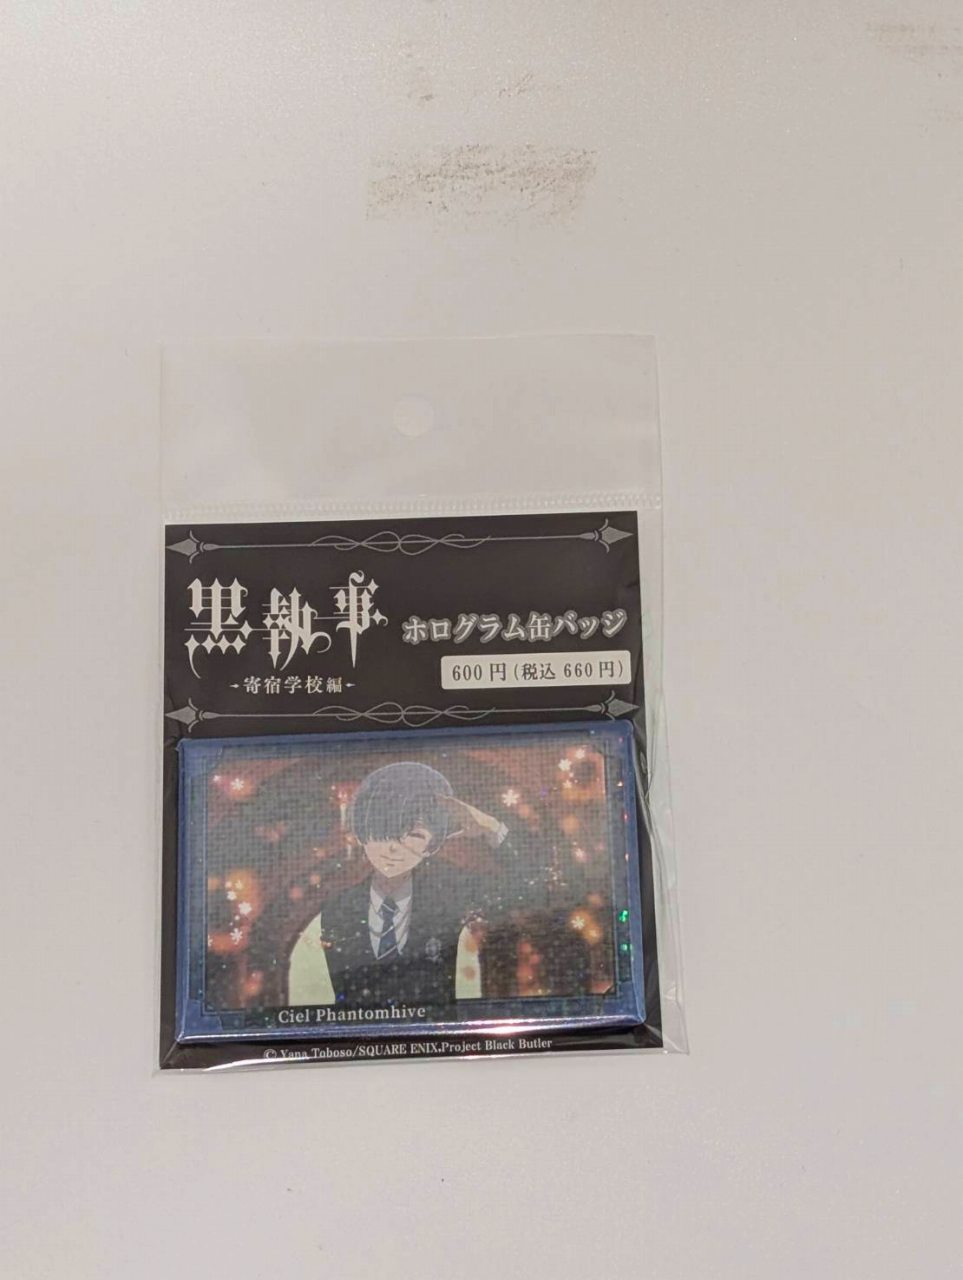 黒執事
-寄宿学校編-
ホログラム缶バッジ
600円(税込 660円)
Ciel Phantomhive
© Yana Toboso/SQUARE ENIX,Project Black Butler